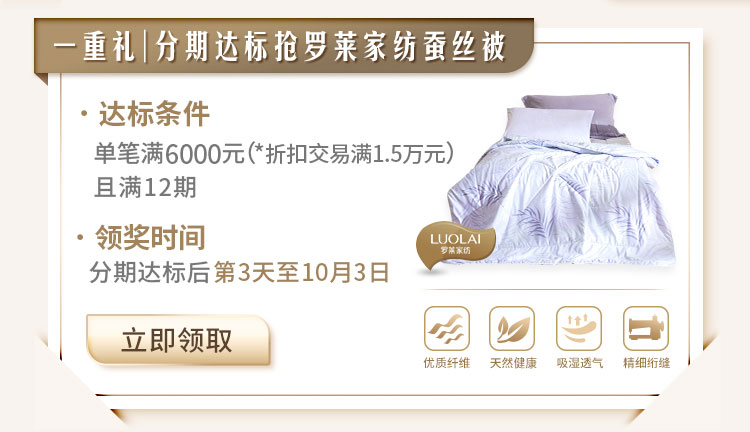 一重礼|分期达标抢罗莱家纺蚕丝被
· 达标条件
单笔满6000元(*折扣交易满1.5万元)
且满12期
· 领奖时间
分期达标后第3天至10月3日
立即领取
LUOLAI
罗莱家纺
优质纤维 天然健康 吸湿透气 精细绗缝